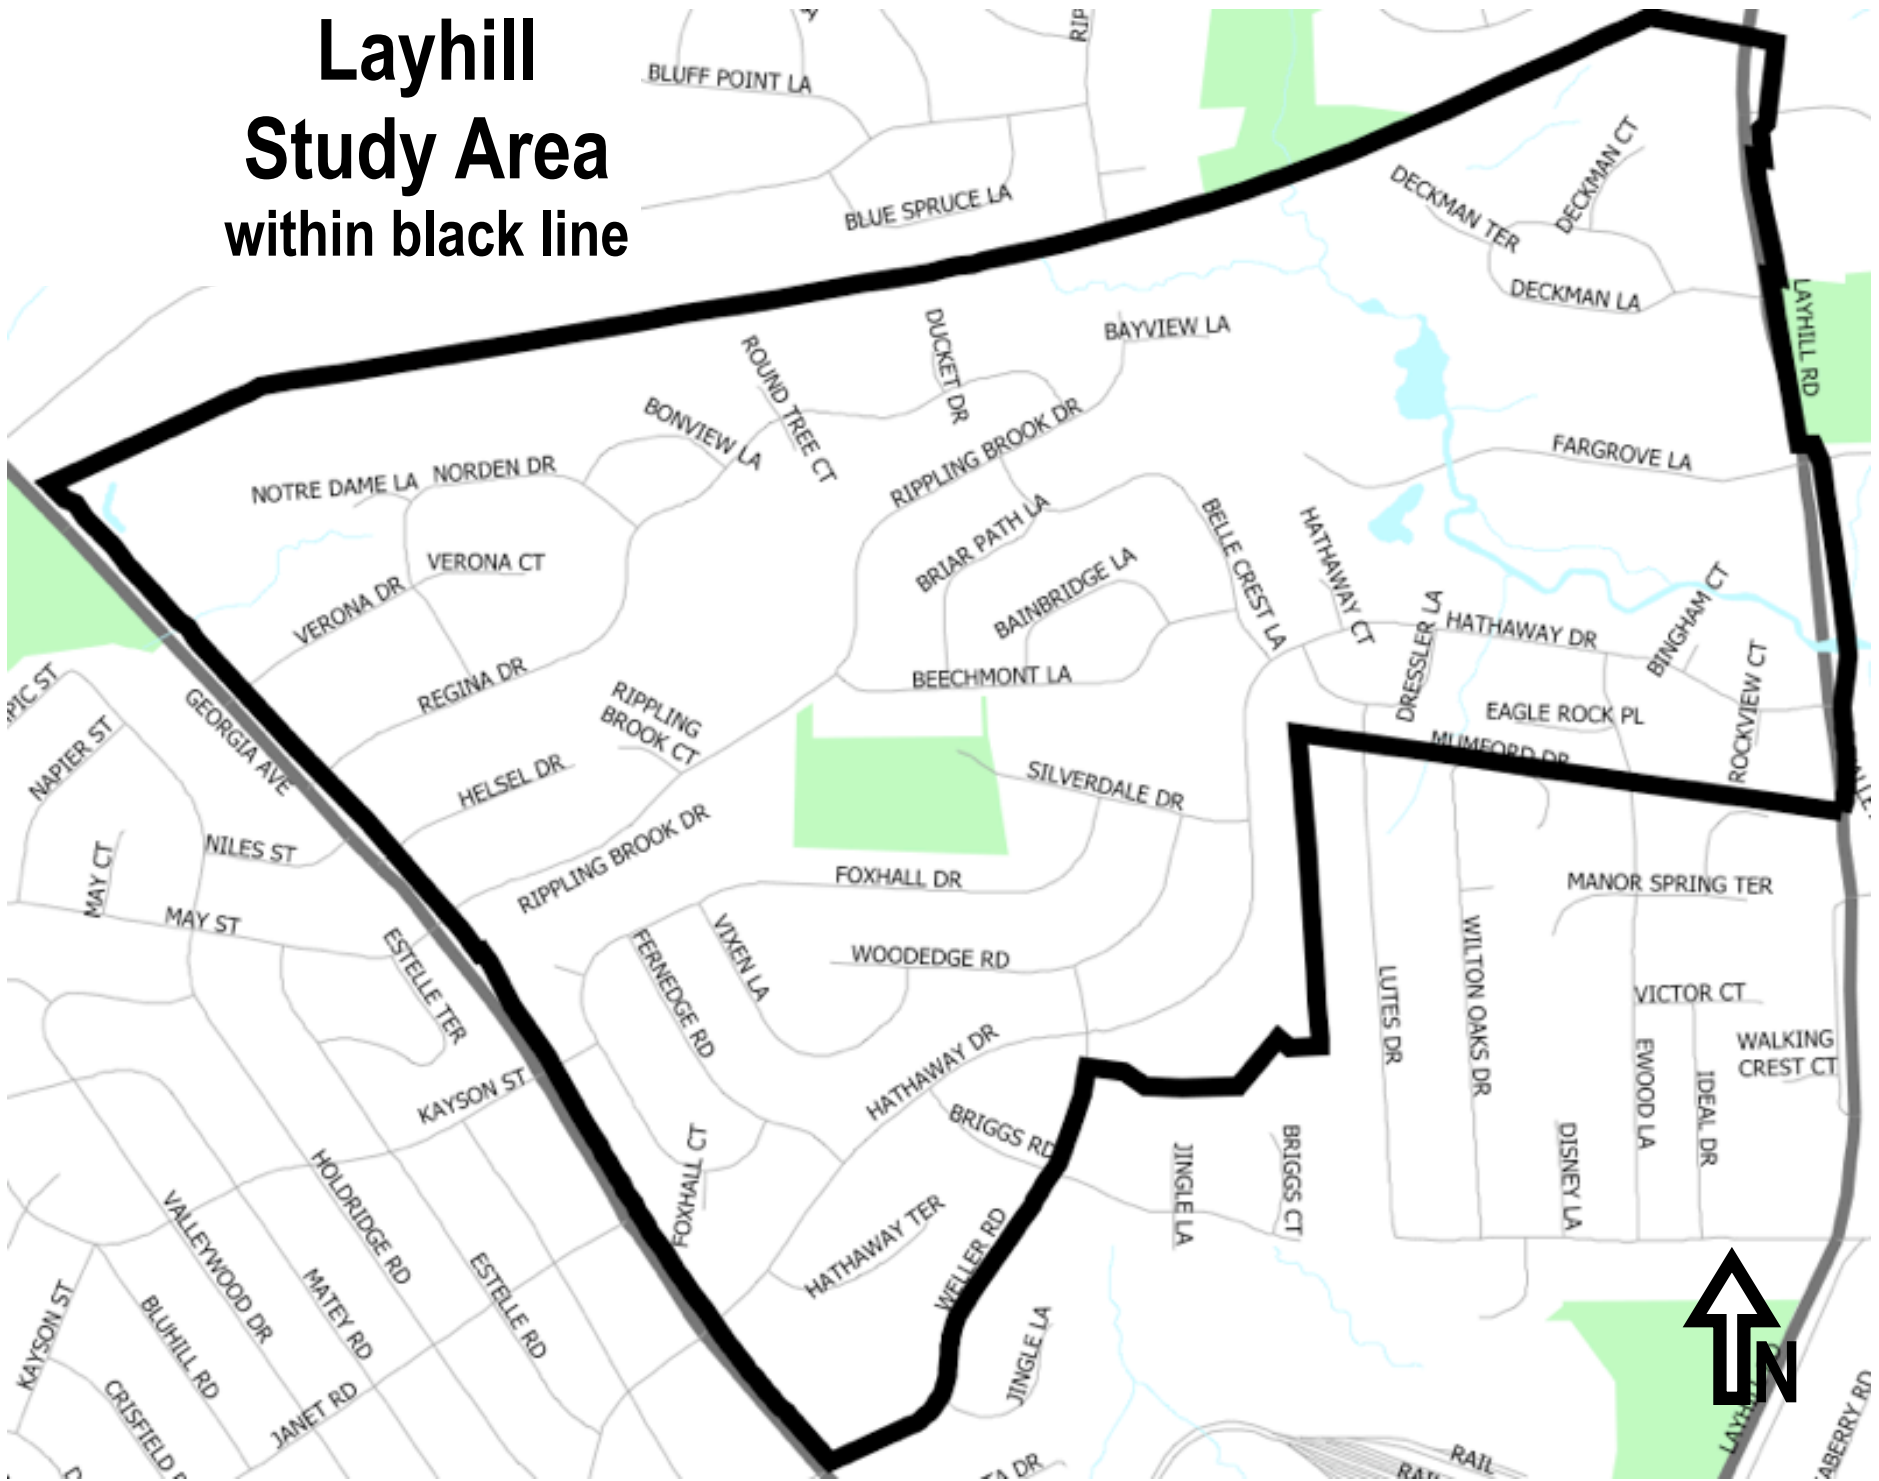 Layhill
Study Area
within black line
BLUFF POINT LA
BLUE SPRUCE LA
DECKMAN CT
DECKMAN TER
DECKMAN LA
LAYHILL RD
BAYVIEW LA
DUCKET DR
ROUND TREE CT
BONVIEW LA
RIPPLING BROOK DR
NOTRE DAME LA
NORDEN DR
FARGROVE LA
BRIAR PATH LA
BELLE CREST LA
HATHAWAY CT
VERONA CT
VERONA DR
BAINBRIDGE LA
DRESSLER LA
HATHAWAY DR
BINGHAM CT
ROCKVIEW CT
REGINA DR
BEECHMONT LA
RIPPLING
BROOK CT
EAGLE ROCK PL
MUMFORD DR
GEORGIA AVE
NAPIER ST
HELSEL DR
SILVERDALE DR
RIPPLING BROOK DR
NILES ST
MAY CT
MAY ST
FOXHALL DR
MANOR SPRING TER
ESTELLE TER
FERNEDGE RD
VIXEN LA
WOODEDGE RD
WILTON OAKS DR
LUTES DR
VICTOR CT
WALKING
CREST CT
EWOOD LA
IDEAL DR
HATHAWAY DR
KAYSON ST
BRIGGS RD
FOXHALL CT
JINGLE LA
BRIGGS CT
DISNEY LA
HOLDRIDGE RD
VALLEYWOOD DR
HATHAWAY TER
WELLER RD
ESTELLE RD
MATEY RD
KAYSON ST
BLUHILL RD
JINGLE LA
JANET RD
CRISFIELD
N
RAIL